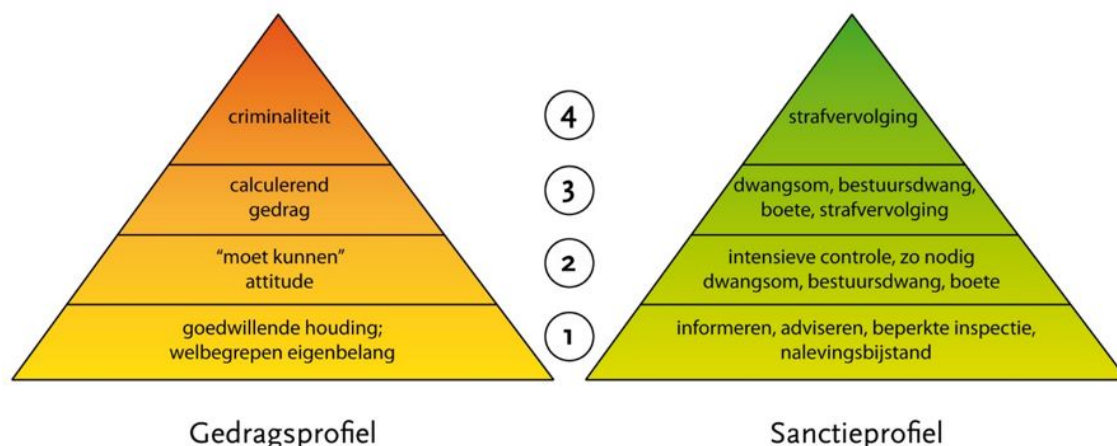 criminaliteit
calculerend
gedrag
“moet kunnen”
attitude
goedwillende houding;
welbegrepen eigenbelang
Gedragsprofiel
4
3
2
1
strafvervolging
dwangsom, bestuursdwang,
boete, strafvervolging
intensieve controle, zo nodig
dwangsom, bestuursdwang, boete
informeren, adviseren, beperkte inspectie,
nalevingsbijstand
Sanctieprofiel